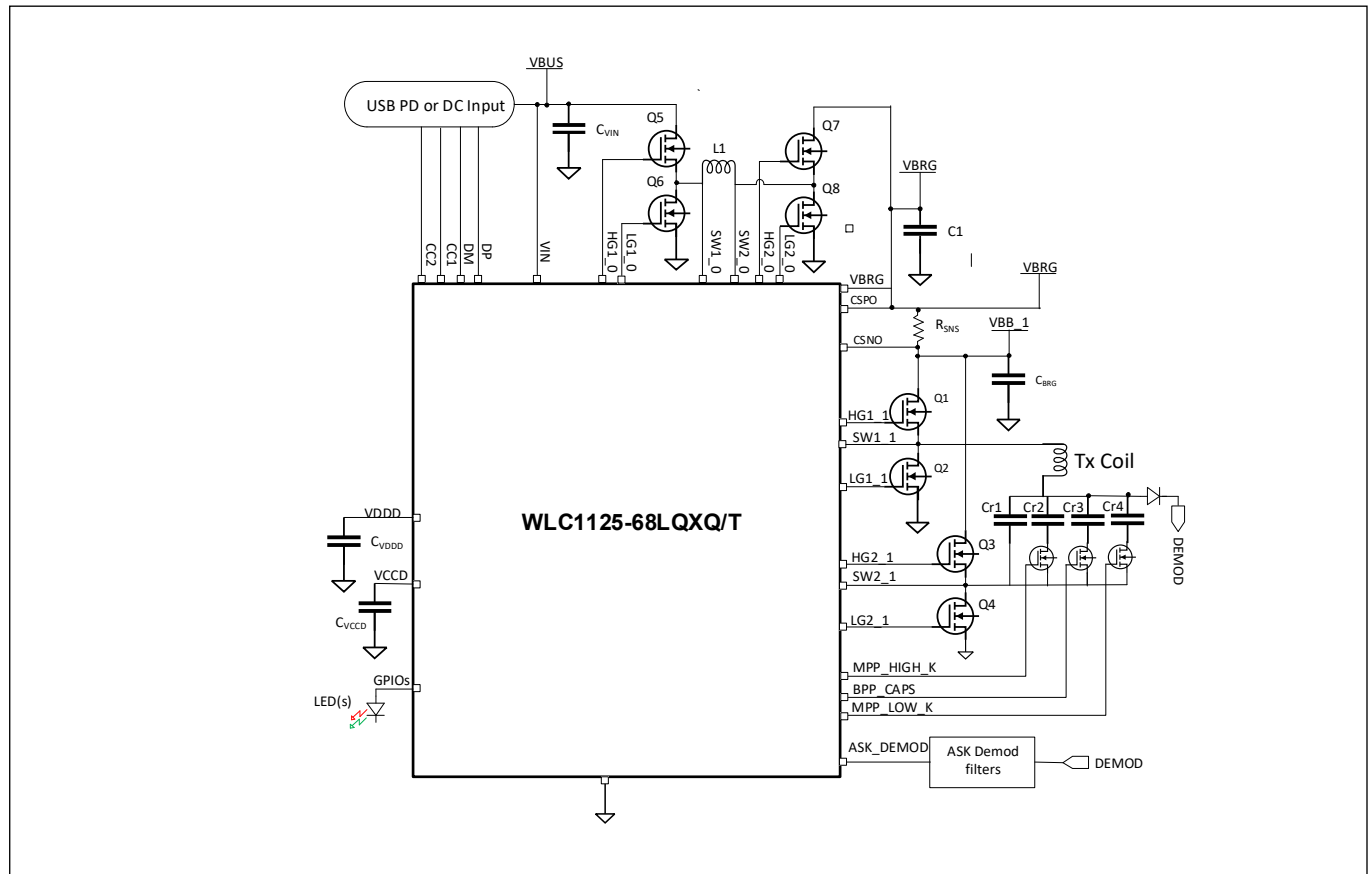 VBUS
USB PD or DC Input
CVIN
Q5
Q7
L1
Q6
Q8
VBRG
C1
CC2
CC1
DM
DP
VIN
HG1_0
LG1_0
SW1_0
SW2_0
HG2_0
LG2_0
VBRG
VBRG
CSPO
RSNS
VBB_1
CSNO
CBRG
Q1
HG1_1
SW1_1
Q2
Tx Coil
LG1_1
Cr1
Cr2
Cr3
Cr4
DEMOD
VDDD
CVDDD
WLC1125-68LQXQ/T
Q3
HG2_1
SW2_1
VCCD
CVCCD
Q4
LG2_1
MPP_HIGH_K
GPIOs
BPP_CAPS
LED(s)
MPP_LOW_K
ASK_DEMOD
ASK Demod
filters
DEMOD